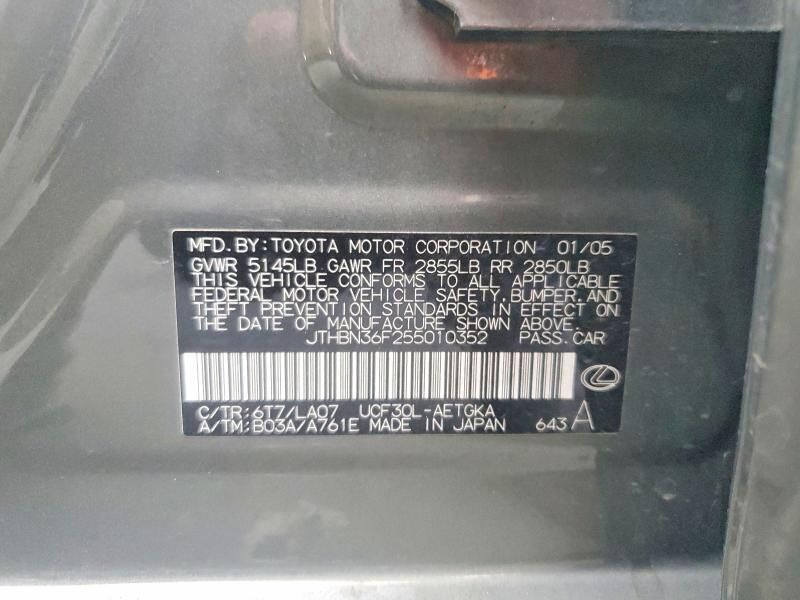 MFD.BY:TOYOTA MOTOR CORPORATION 01/05
GVWR 5145LB GAWR FR 2855LB RR 2850LB
THIS VEHICLE CONFORMS TO ALL APPLICABLE
FEDERAL MOTOR VEHICLE SAFETY,BUMPER,AND
THEFT PREVENTION STANDARDS IN EFFECT ON
THE DATE OF MANUFACTURE SHOWN ABOVE.
JTHBN36F255010352 PASS.CAR
C/TR:6T7/LA07 UCF30L-AETGKA
A/TM:B03A/A761E MADE IN JAPAN 643 A